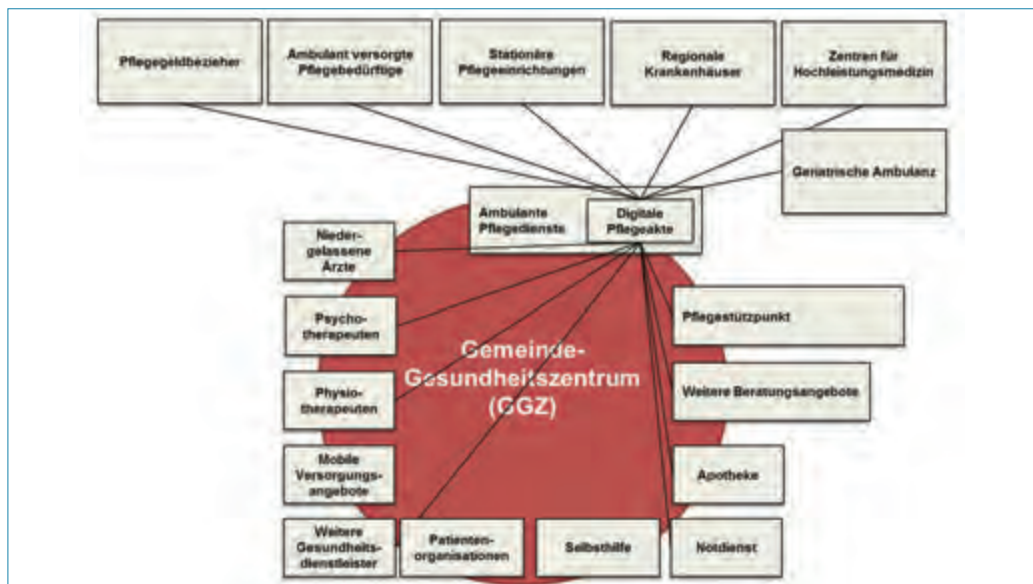 Pflegegeldbezieher
Ambulant versorgte
Pflegebedürftige
Stationäre
Pflegeeinrichtungen
Regionale
Krankenhäuser
Zentren für
Hochleistungsmedizin
Geriatrische Ambulanz
Ambulante
Pflegedienste
Digitale
Pflegeakte
Nieder-
gelassene
Ärzte
Psycho-
therapeuten
Physio-
therapeuten
Mobile
Versorgungs-
angebote
Weitere
Gesundheits-
dienstleister
Gemeinde-
Gesundheitszentrum
(GGZ)
Pflegestützpunkt
Weitere Beratungsangebote
Apotheke
Patienten-
organisationen
Selbsthilfe
Notdienst